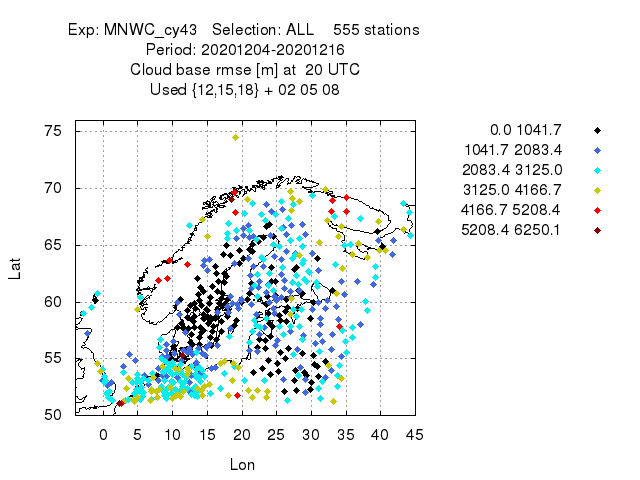 Exp: MNWC_cy43   Selection: ALL    555 stations
Period: 20201204-20201216
Cloud base rmse [m] at  20 UTC
Used {12,15,18} + 02 05 08
0.0 1041.7
1041.7 2083.4
2083.4 3125.0
3125.0 4166.7
4166.7 5208.4
5208.4 6250.1
Lat
75
70
65
60
55
50
0 5 10 15 20 25 30 35 40 45
Lon